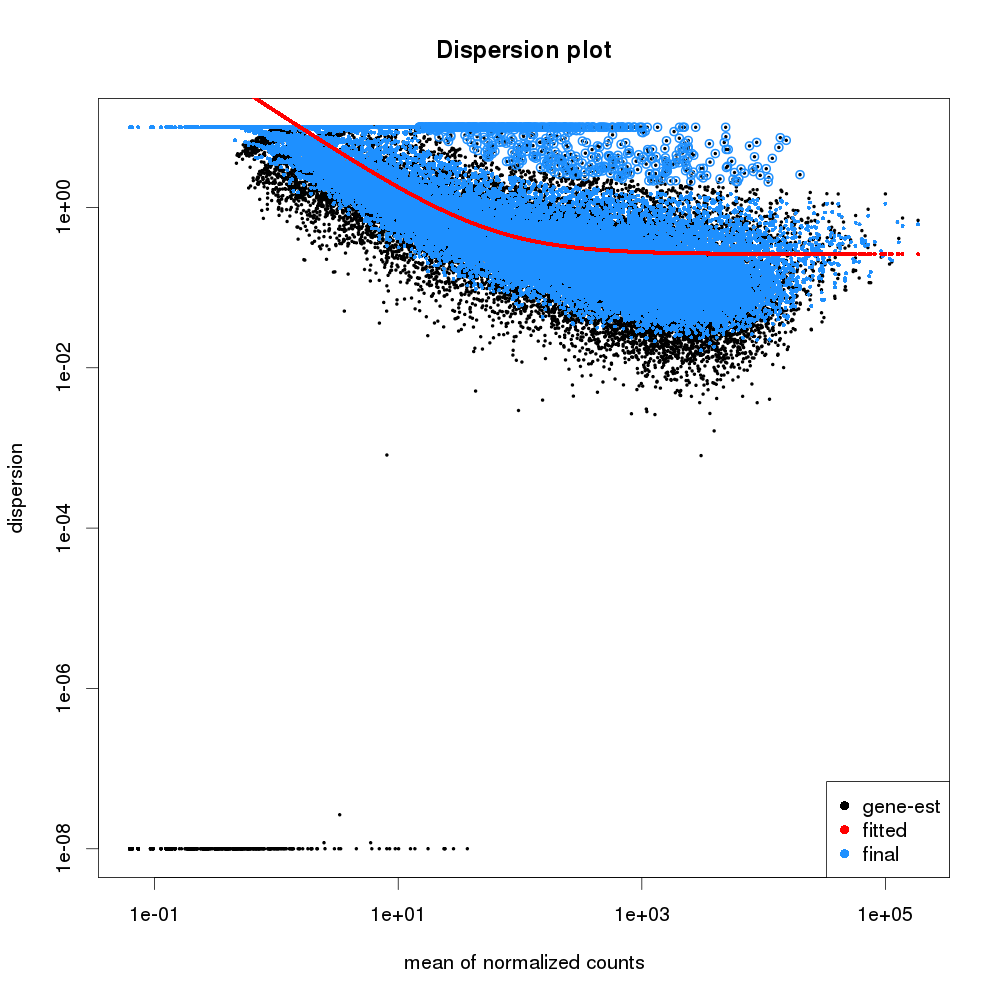 Dispersion plot
1e+00
1e-02
1e-04
1e-06
1e-08
dispersion
gene-est
fitted
final
1e-01
1e+01
1e+03
1e+05
mean of normalized counts